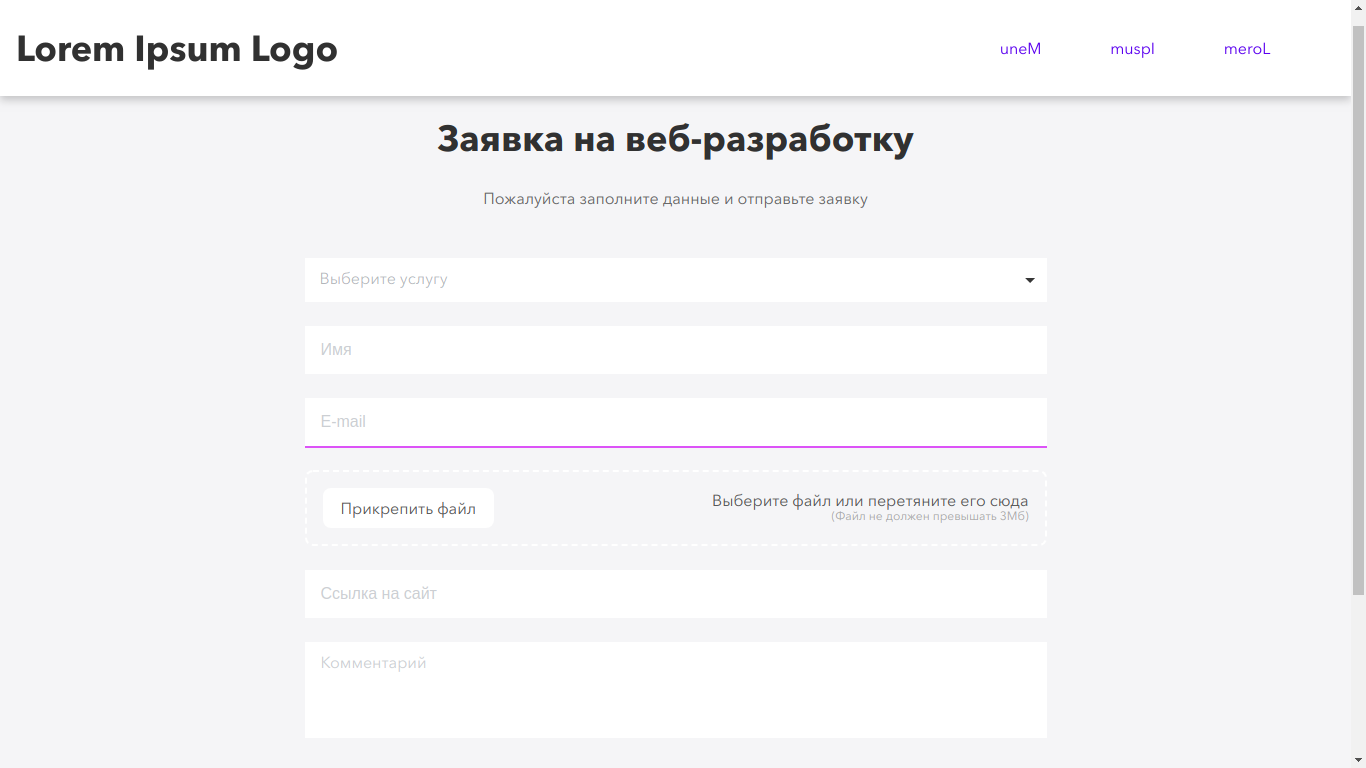 Lorem Ipsum Logo
uneM muspI meroL
Заявка на веб-разработку
Пожалуйста заполните данные и отправьте заявку
Выберите услугу
Имя
E-mail
Прикрепить файл
Выберите файл или перетяните его сюда
(Файл не должен превышать 3Мб)
Ссылка на сайт
Комментарий